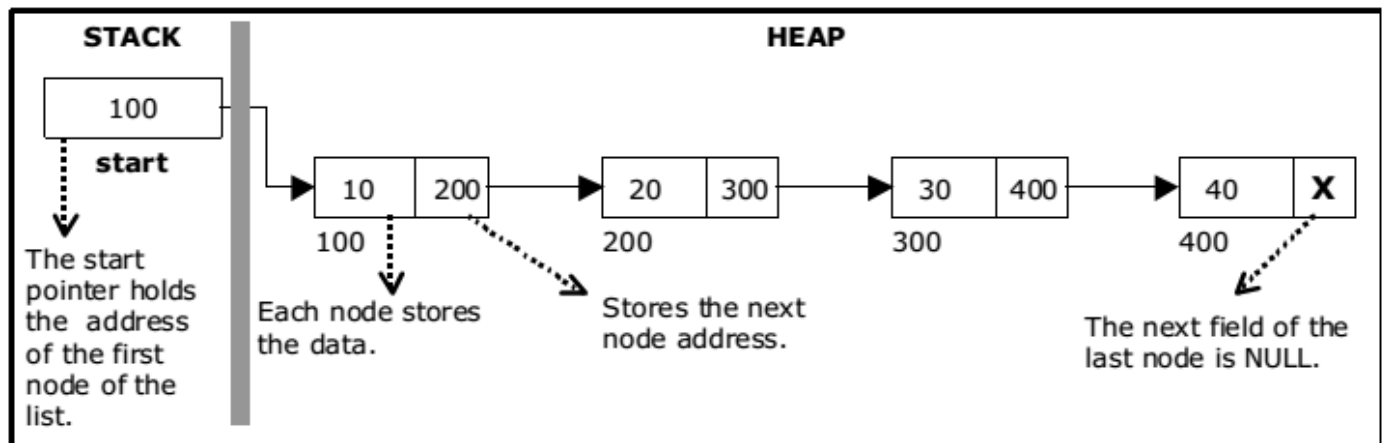 STACK
HEAP
100
start
10 200
20 300
30 400
40 X
100
200
300
400
The start
pointer holds
the address
of the first
node of the
list.
Each node stores
the data.
Stores the next
node address.
The next field of the
last node is NULL.